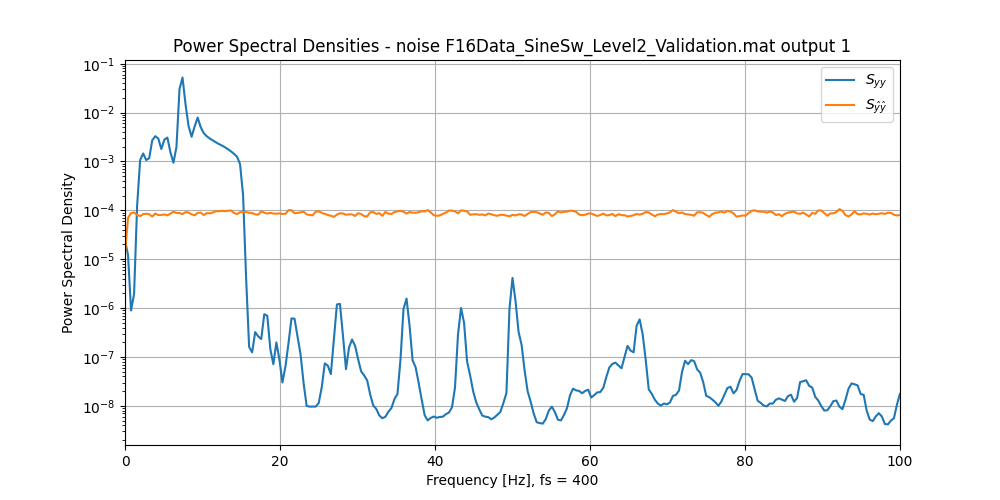 Power Spectral Densities - noise F16Data_SineSw_Level2_Validation.mat output 1
Power Spectral Density
10⁻¹
10⁻²
10⁻³
10⁻⁴
10⁻⁵
10⁻⁶
10⁻⁷
10⁻⁸
S_yy
S_ŷŷ
0 20 40 60 80 100
Frequency [Hz], fs = 400